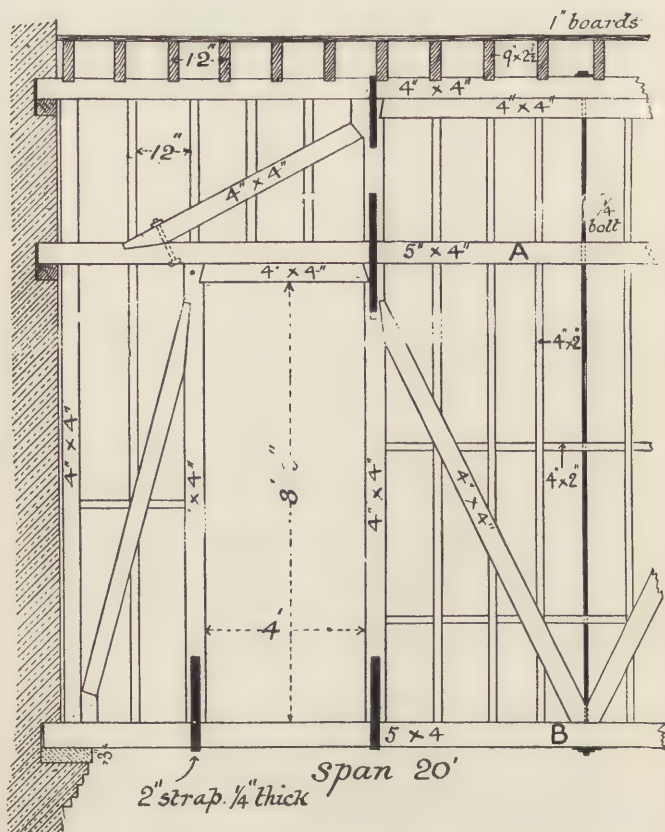 1" boards
12"
9"x 2½
4" x 4"
4" x 4"
12"
4" x 4"
bolt
5" x 4"
A
4' x 4"
4"x2"
4" x 4"
x 4"
8' "
4" x 4"
4" x 4"
4"x2"
4'
3"
5 x 4
B
span 20'
2" strap. ¼" thick